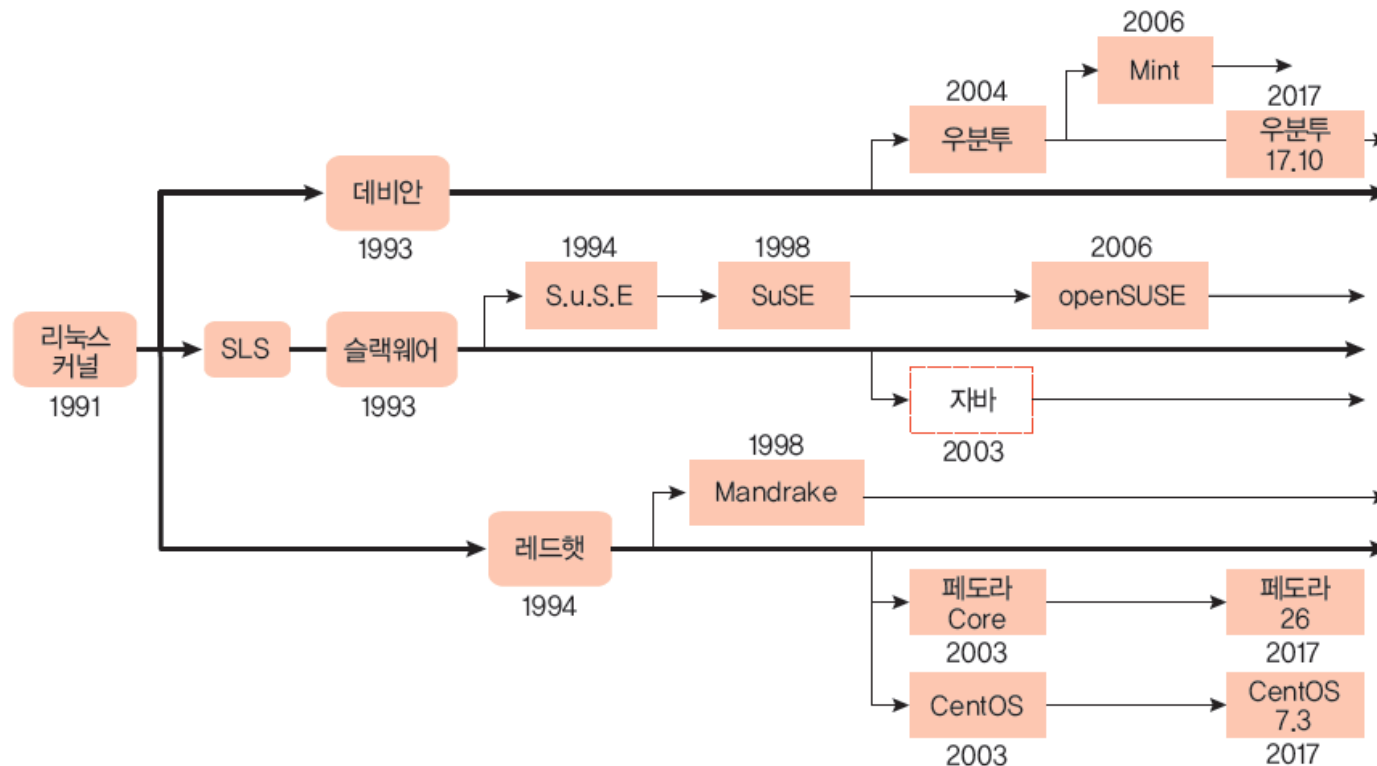 2006
Mint
2004
우분투
2017
우분투
17.10
데비안
1993
1994
S.u.S.E
1998
SuSE
2006
openSUSE
리눅스
커널
1991
SLS
슬랙웨어
1993
자바
2003
1998
Mandrake
레드햇
1994
페도라
Core
2003
페도라
26
2017
CentOS
2003
CentOS
7.3
2017